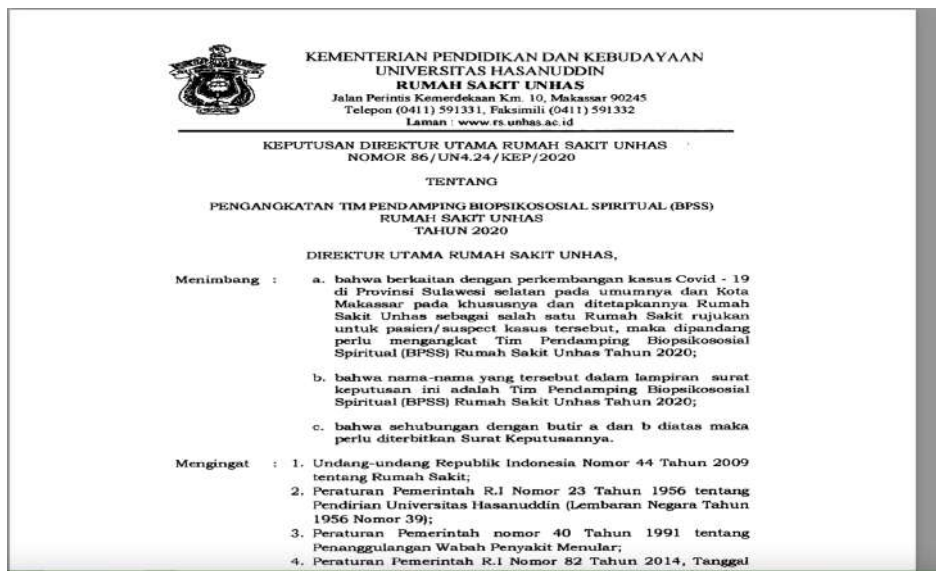 KEMENTERIAN PENDIDIKAN DAN KEBUDAYAAN
UNIVERSITAS HASANUDDIN
RUMAH SAKIT UNHAS
Jalan Perintis Kemerdekaan Km. 10, Makassar 90245
Telepon (0411) 591331, Faksimili (0411) 591332
Laman : www.rs.unhas.ac.id
KEPUTUSAN DIREKTUR UTAMA RUMAH SAKIT UNHAS
NOMOR 86/UN4.24/KEP/2020
TENTANG
PENGANGKATAN TIM PENDAMPING BIOPSIKOSOSIAL SPIRITUAL (BPSS)
RUMAH SAKIT UNHAS
TAHUN 2020
DIREKTUR UTAMA RUMAH SAKIT UNHAS,
Menimbang : a. bahwa berkaitan dengan perkembangan kasus Covid - 19
di Provinsi Sulawesi selatan pada umumnya dan Kota
Makassar pada khususnya dan ditetapkannya Rumah
Sakit Unhas sebagai salah satu Rumah Sakit rujukan
untuk pasien/suspect kasus tersebut, maka dipandang
perlu mengangkat Tim Pendamping Biopsikososial
Spiritual (BPSS) Rumah Sakit Unhas Tahun 2020;
b. bahwa nama-nama yang tersebut dalam lampiran surat
keputusan ini adalah Tim Pendamping Biopsikososial
Spiritual (BPSS) Rumah Sakit Unhas Tahun 2020;
c. bahwa sehubungan dengan butir a dan b diatas maka
perlu diterbitkan Surat Keputusannya.
Mengingat : 1. Undang-undang Republik Indonesia Nomor 44 Tahun 2009
tentang Rumah Sakit;
2. Peraturan Pemerintah R.I Nomor 23 Tahun 1956 tentang
Pendirian Universitas Hasanuddin (Lembaran Negara Tahun
1956 Nomor 39);
3. Peraturan Pemerintah nomor 40 Tahun 1991 tentang
Penanggulangan Wabah Penyakit Menular;
4. Peraturan Pemerintah R.I Nomor 82 Tahun 2014, Tanggal